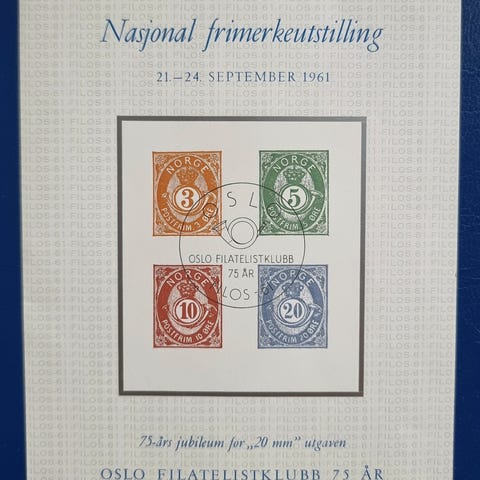 Nasjonal frimerkeutstilling
21.–24. SEPTEMBER 1961
NORGE
3
POSTFRIM. 3 ØRE
NORGE
5
POSTFRIM. 5 ØRE
OSLO
OSLO FILATELISTKLUBB
75 ÅR
NORGE
10
POSTFRIM. 10 ØRE
NORGE
20
POSTFRIM. 20 ØRE
75-års jubileum for „20 mm" utgaven
OSLO FILATELISTKLUBB 75 ÅR